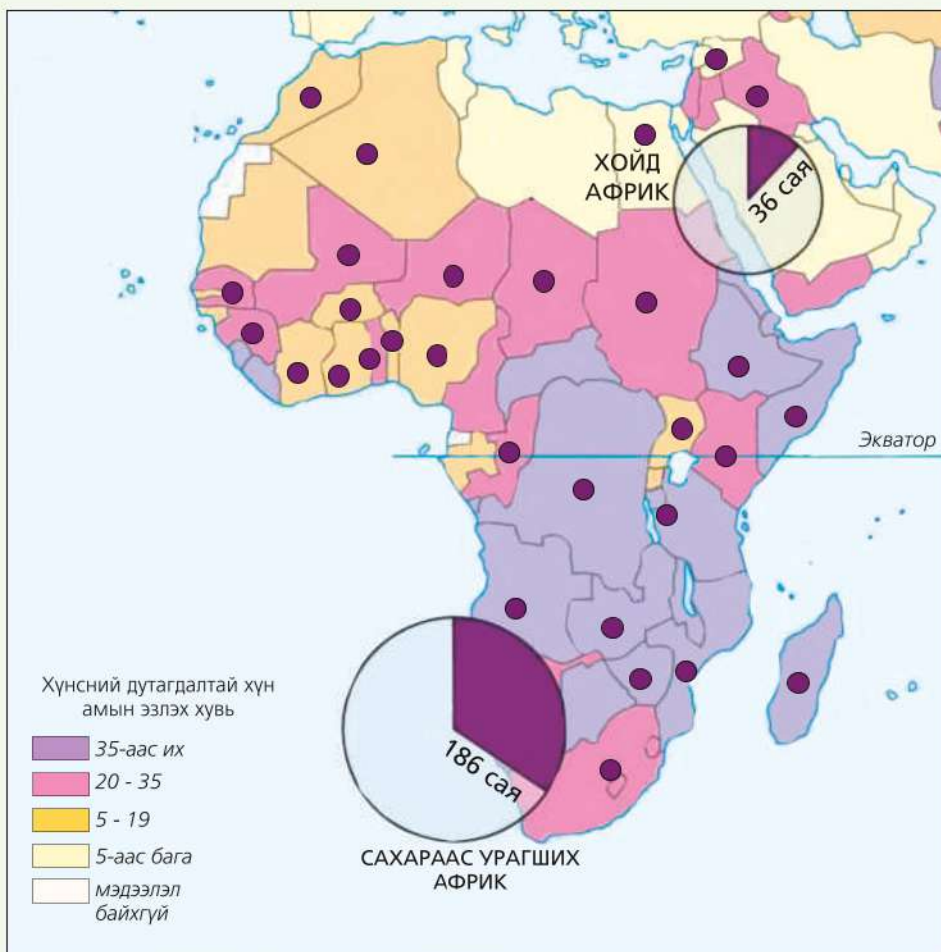 ХОЙД
АФРИК
36 сая
Экватор
186 сая
САХАРААС УРАГШИХ
АФРИК
Хүнсний дутагдалтай хүн
амын эзлэх хувь
35-аас их
20 - 35
5 - 19
5-аас бага
мэдээлэл
байхгүй